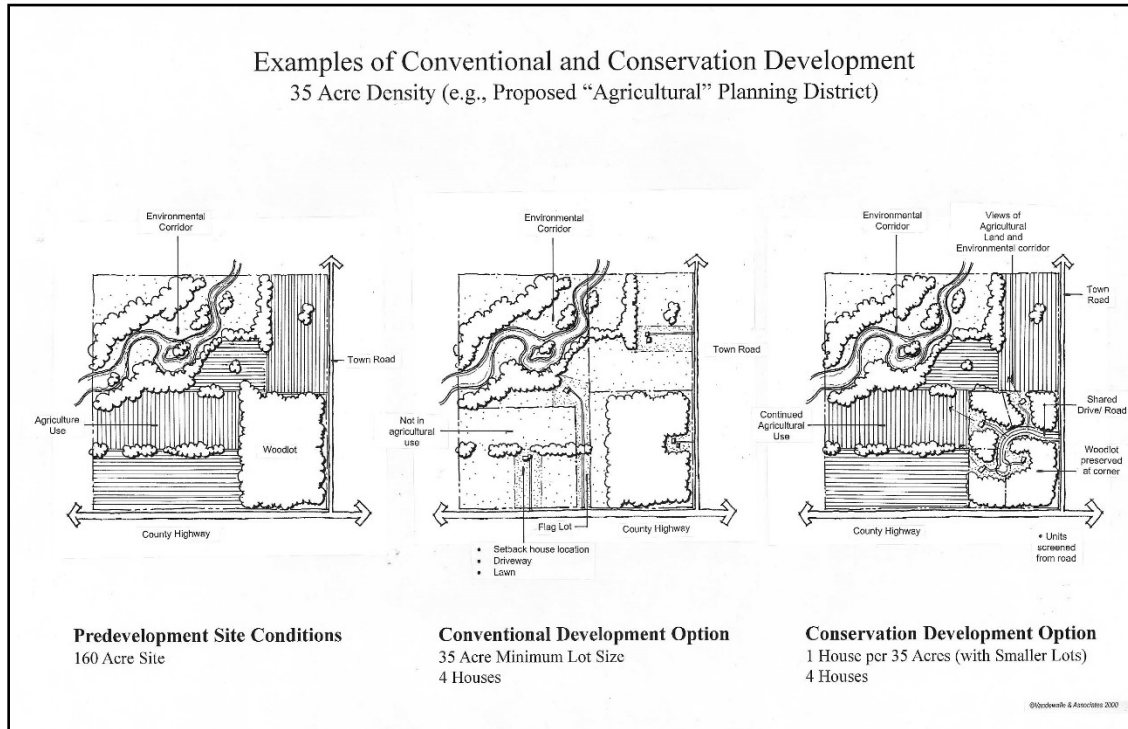 Examples of Conventional and Conservation Development
35 Acre Density (e.g., Proposed “Agricultural” Planning District)
Environmental
Corridor
Town Road
Agriculture
Use
Woodlot
County Highway
Predevelopment Site Conditions
160 Acre Site
Environmental
Corridor
Town Road
Not in
agricultural
use
Flag Lot
County Highway
• Setback house location
• Driveway
• Lawn
Conventional Development Option
35 Acre Minimum Lot Size
4 Houses
Environmental
Corridor
Views of
Agricultural
Land and
Environmental corridor
Town
Road
Continued
Agricultural
Use
Shared
Drive/ Road
Woodlot
preserved
at corner
County Highway
• Units
screened
from road
Conservation Development Option
1 House per 35 Acres (with Smaller Lots)
4 Houses
©Vandewalle & Associates 2000